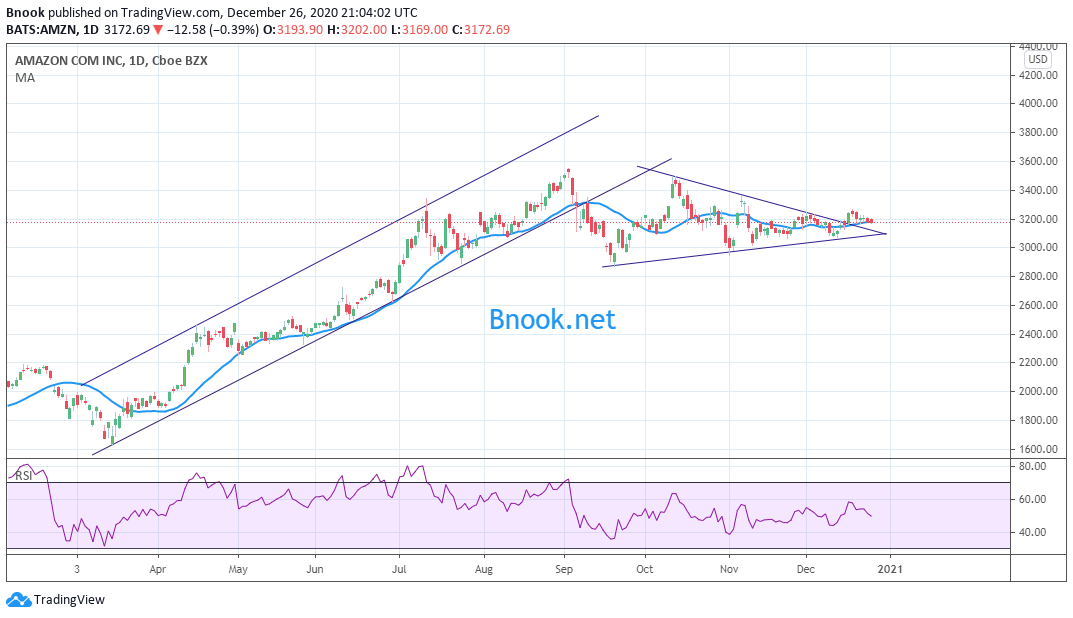 Bnook published on TradingView.com, December 26, 2020 21:04:02 UTC
BATS:AMZN, 1D 3172.69 ▼ −12.58 (−0.39%) O:3193.90 H:3202.00 L:3169.00 C:3172.69
AMAZON COM INC, 1D, Cboe BZX
MA
4400.00
USD
4200.00
4000.00
3800.00
3600.00
3400.00
3200.00
3000.00
2800.00
2600.00
2400.00
2200.00
2000.00
1800.00
1600.00
Bnook.net
RSI
80.00
60.00
40.00
3 Apr May Jun Jul Aug Sep Oct Nov Dec 2021
TradingView